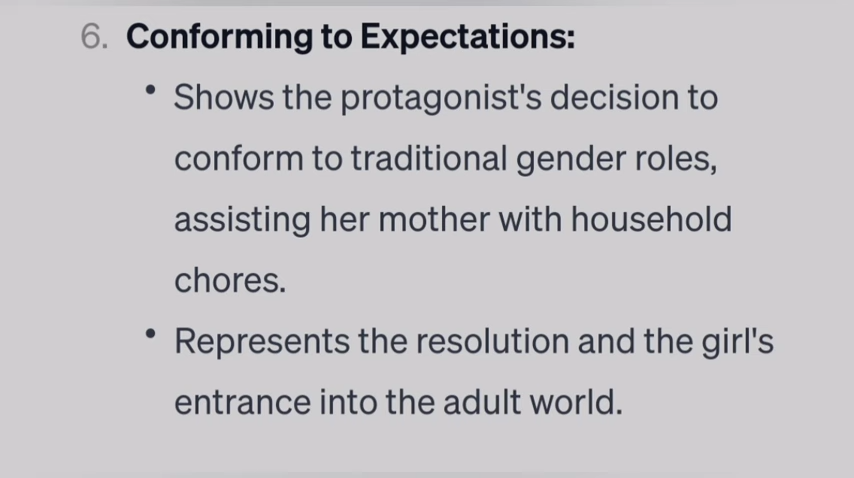 6. Conforming to Expectations:
• Shows the protagonist's decision to
conform to traditional gender roles,
assisting her mother with household
chores.
• Represents the resolution and the girl's
entrance into the adult world.